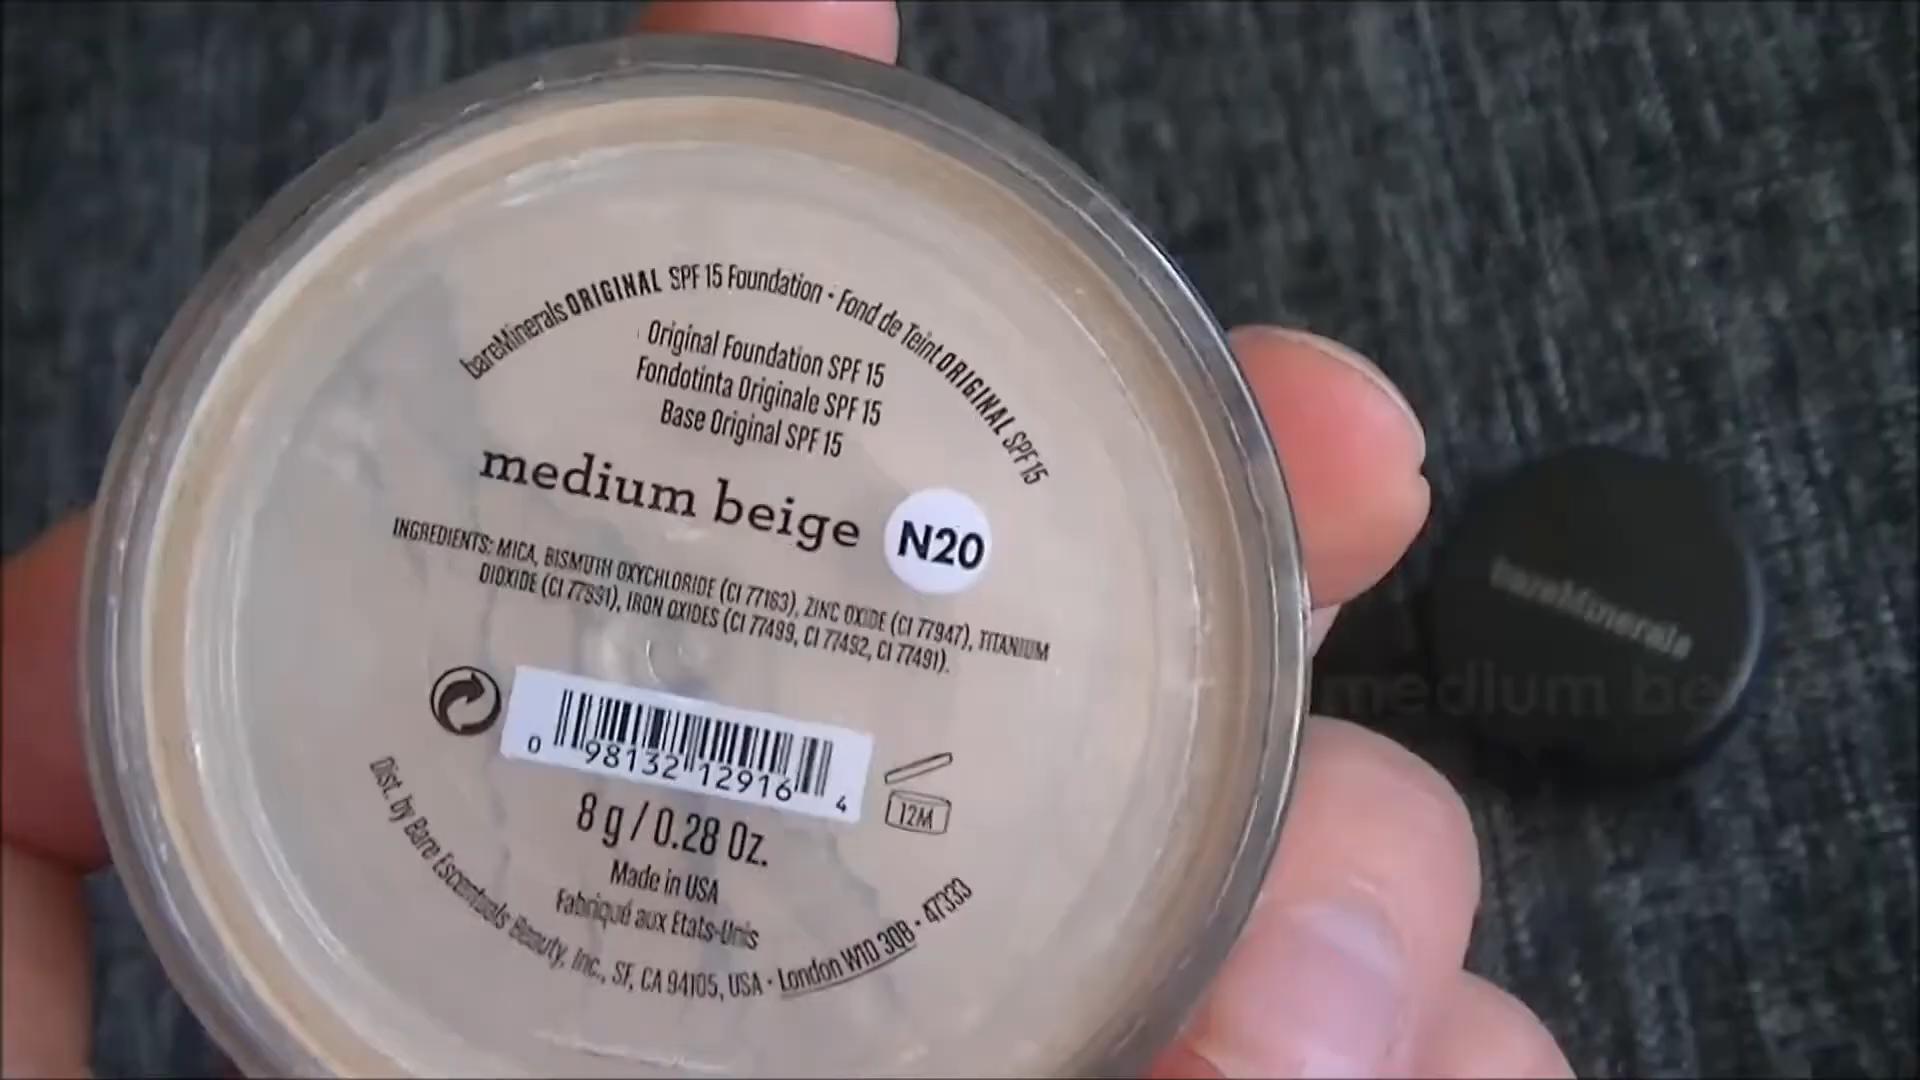 bareMinerals ORIGINAL SPF 15 Foundation • Fond de Teint ORIGINAL SPF 15
Original Foundation SPF 15
Fondotinta Originale SPF 15
Base Original SPF 15
medium beige N20
INGREDIENTS: MICA, BISMUTH OXYCHLORIDE (CI 77163), ZINC OXIDE (CI 77947), TITANIUM
DIOXIDE (CI 77891), IRON OXIDES (CI 77499, CI 77492, CI 77491).
0 98132 12916 4
12M
8 g / 0.28 Oz.
Made in USA
Fabriqué aux Etats-Unis
Dist. by Bare Escentuals Beauty, Inc., SF, CA 94105, USA • London W1D 3QB • 47333
bareMinerals
medium beige